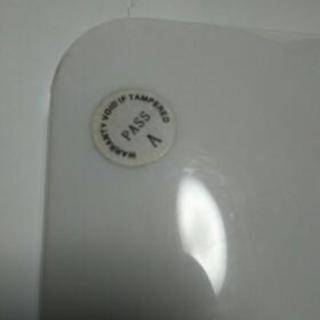 WARRANTY VOID IF TAMPERED
PASS
A